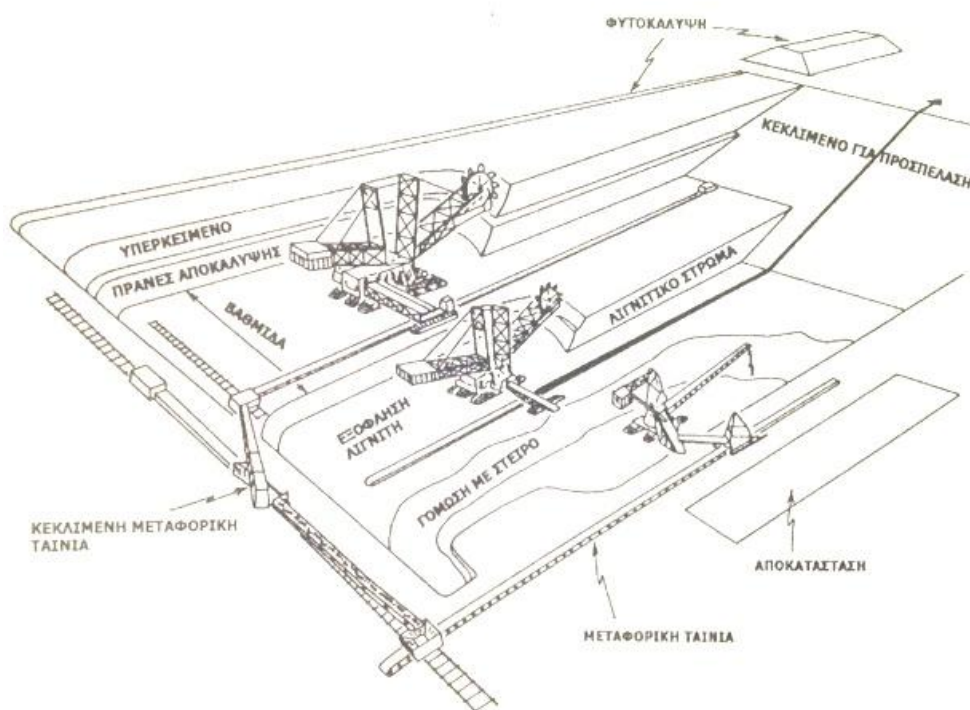 ΦΥΤΟΚΑΛΥΨΗ
ΚΕΚΛΙΜΕΝΟ ΓΙΑ ΠΡΟΣΠΕΛΑΣΗ
ΥΠΕΡΚΕΙΜΕΝΟ
ΠΡΑΝΕΣ ΑΠΟΚΑΛΥΨΗΣ
ΒΑΘΜΙΔΑ
ΛΙΓΝΙΤΙΚΟ ΣΤΡΩΜΑ
ΕΞΟΦΛΗΣΗ
ΛΙΓΝΙΤΗ
ΓΟΜΩΣΗ ΜΕ ΣΤΕΙΡΟ
ΚΕΚΛΙΜΕΝΗ ΜΕΤΑΦΟΡΙΚΗ
ΤΑΙΝΙΑ
ΑΠΟΚΑΤΑΣΤΑΣΗ
ΜΕΤΑΦΟΡΙΚΗ ΤΑΙΝΙΑ